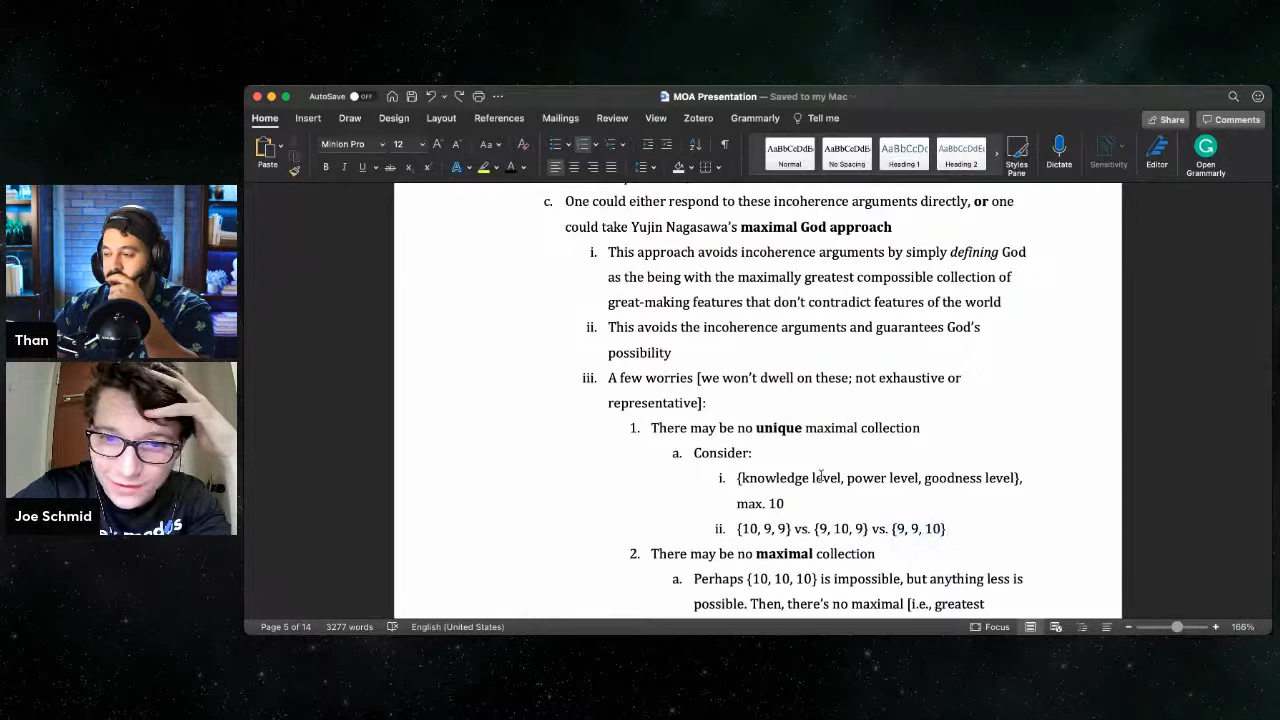 AutoSave OFF
MOA Presentation — Saved to my Mac
Home Insert Draw Design Layout References Mailings Review View Zotero Grammarly Tell me
Share Comments
Paste
Minion Pro 12
AaBbCcDdE AaBbCcDdE AaBbCcDc AaBbCcDdE
Normal No Spacing Heading 1 Heading 2
Styles Pane
Dictate
Sensitivity
Editor
Open Grammarly
c. One could either respond to these incoherence arguments directly, or one
could take Yujin Nagasawa's maximal God approach
i. This approach avoids incoherence arguments by simply defining God
as the being with the maximally greatest compossible collection of
great-making features that don't contradict features of the world
ii. This avoids the incoherence arguments and guarantees God's
possibility
iii. A few worries [we won't dwell on these; not exhaustive or
representative]:
1. There may be no unique maximal collection
a. Consider:
i. {knowledge level, power level, goodness level},
max. 10
ii. {10, 9, 9} vs. {9, 10, 9} vs. {9, 9, 10}
2. There may be no maximal collection
a. Perhaps {10, 10, 10} is impossible, but anything less is
possible. Then, there's no maximal [i.e., greatest
Page 5 of 14 3277 words English (United States) Focus 166%
Than
Joe Schmid